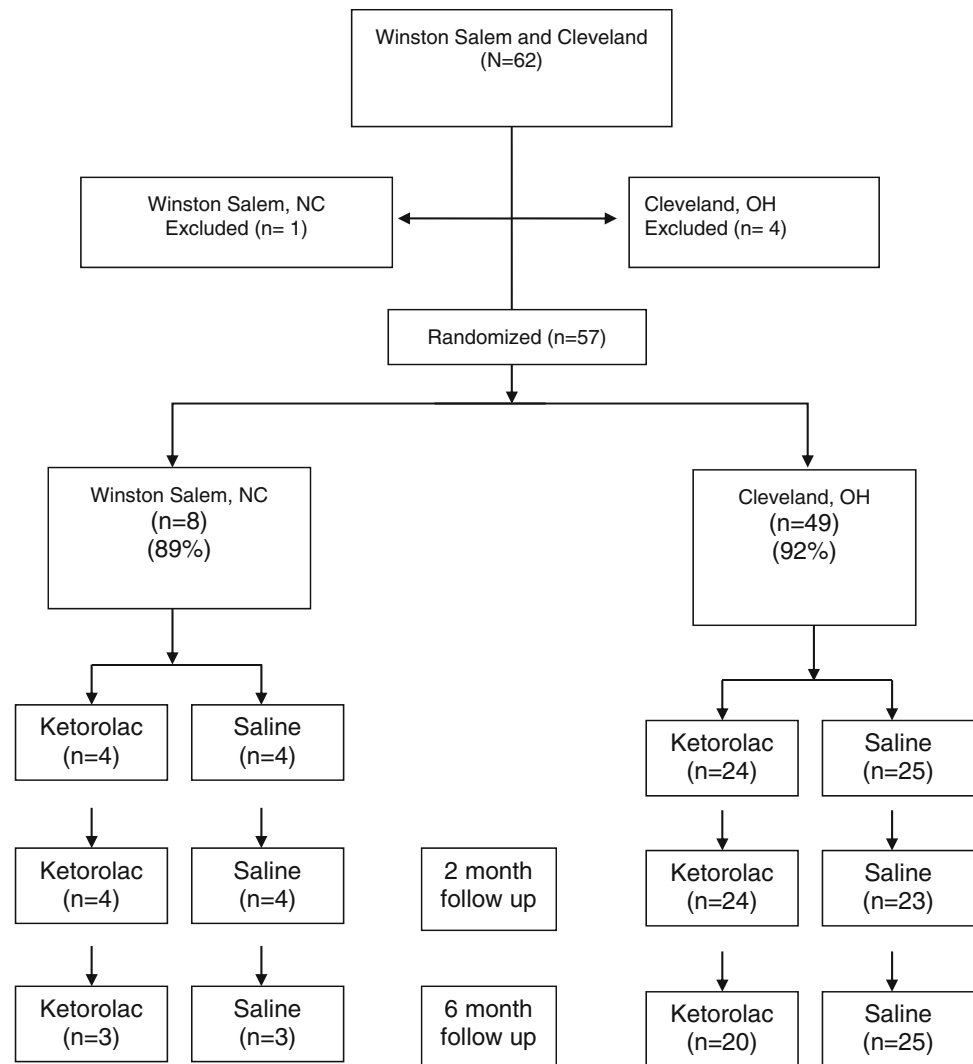 Winston Salem and Cleveland
(N=62)
Winston Salem, NC
Excluded (n= 1)
Cleveland, OH
Excluded (n= 4)
Randomized (n=57)
Winston Salem, NC
(n=8)
(89%)
Cleveland, OH
(n=49)
(92%)
Ketorolac
(n=4)
Saline
(n=4)
Ketorolac
(n=24)
Saline
(n=25)
Ketorolac
(n=4)
Saline
(n=4)
2 month
follow up
Ketorolac
(n=24)
Saline
(n=23)
Ketorolac
(n=3)
Saline
(n=3)
6 month
follow up
Ketorolac
(n=20)
Saline
(n=25)